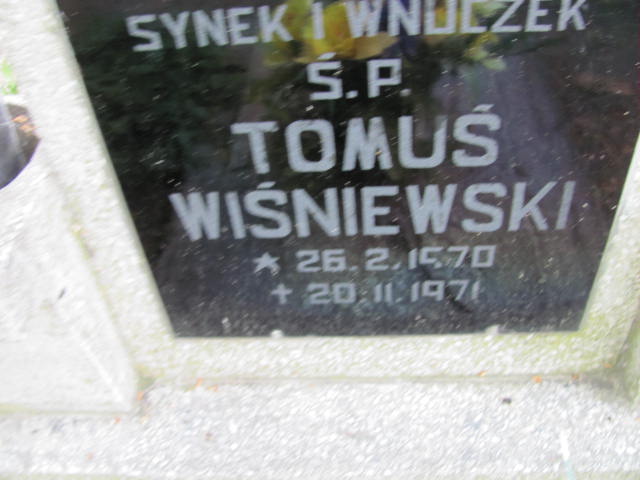 SYNEK I WNUCZEK
Ś.P.
TOMUŚ
WIŚNIEWSKI
* 26.2.1970
+ 20.11.1971